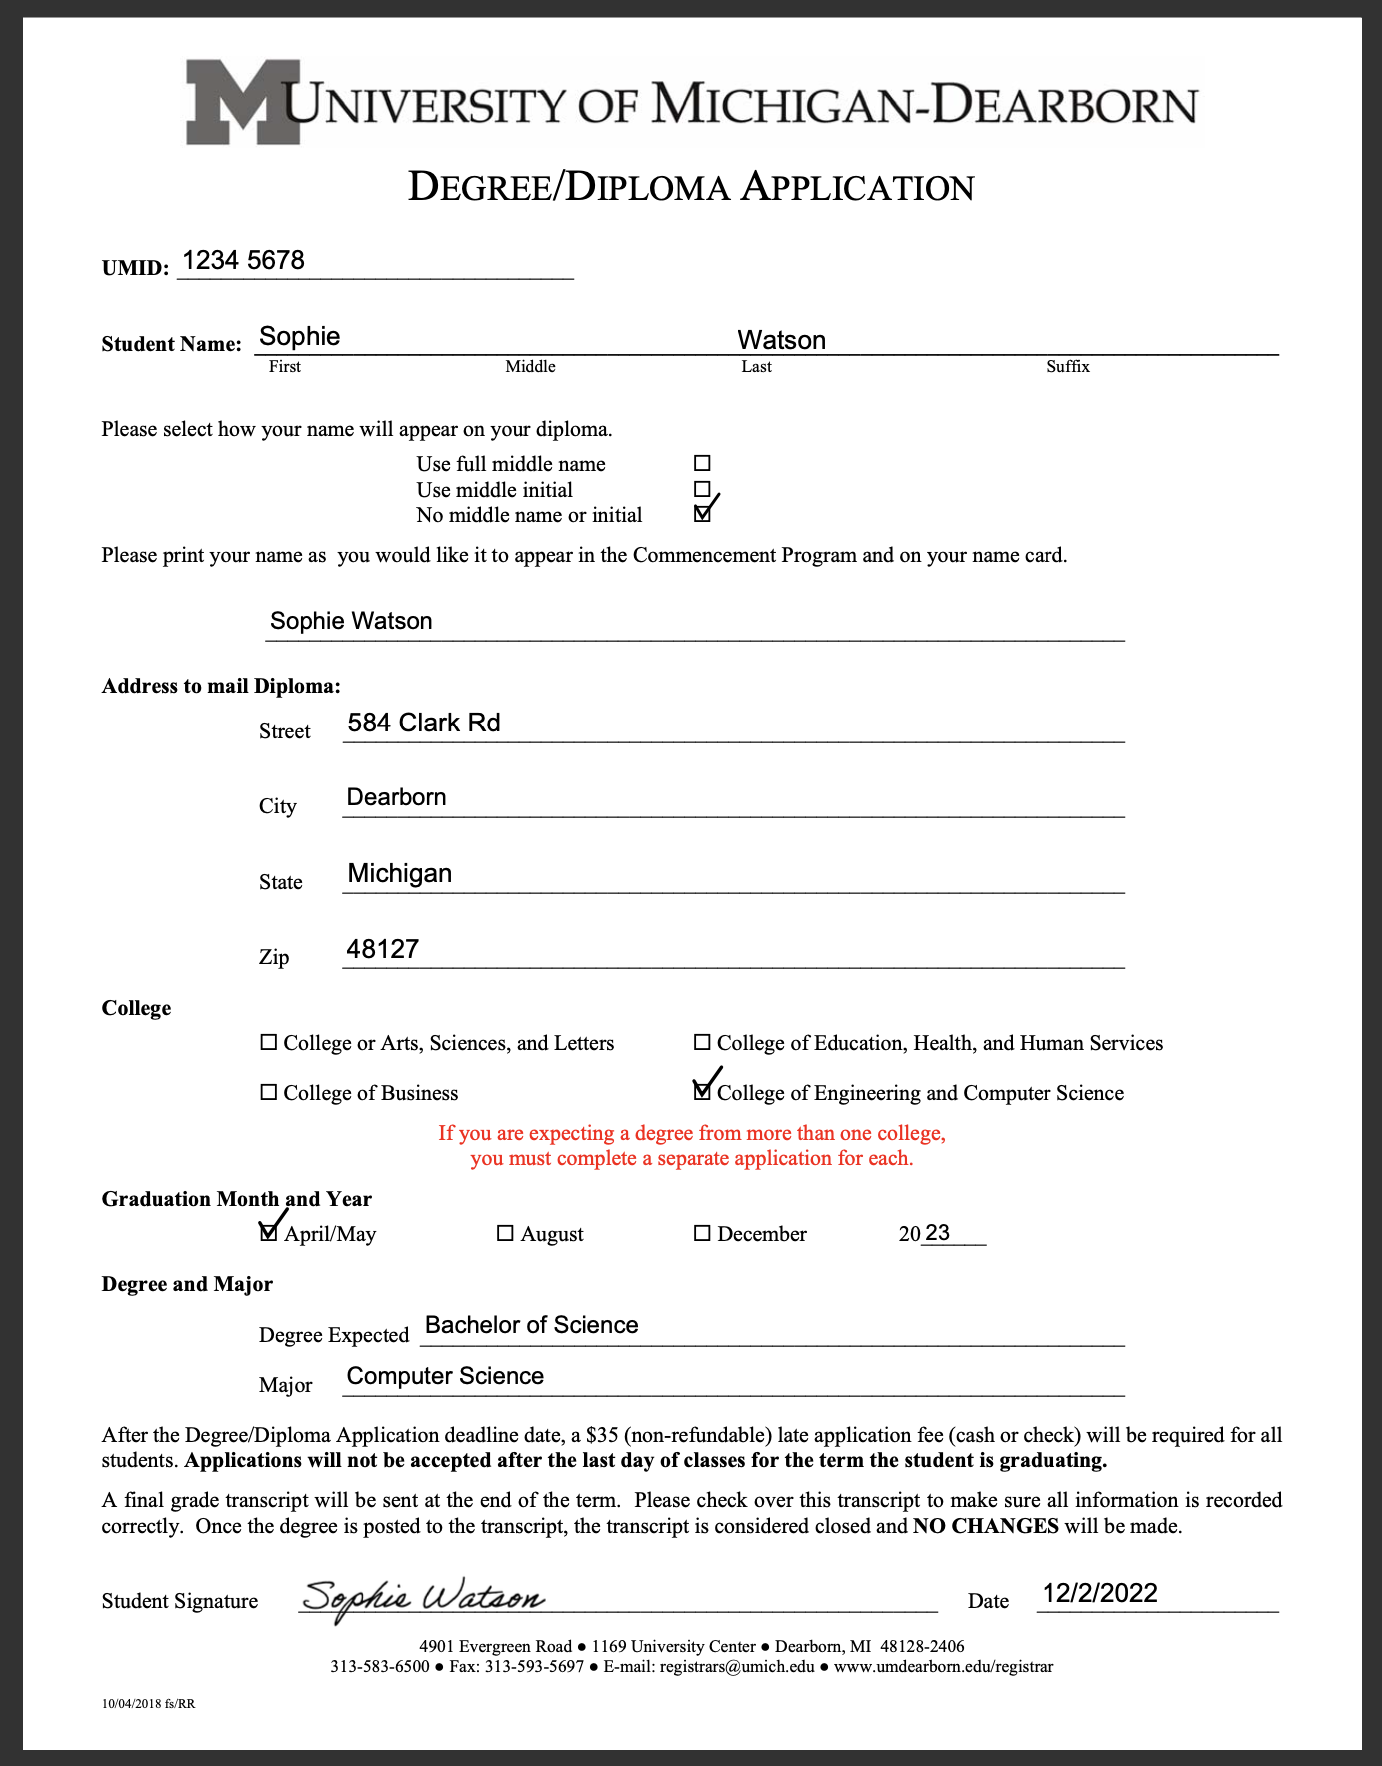 M UNIVERSITY OF MICHIGAN-DEARBORN
DEGREE/DIPLOMA APPLICATION
UMID: 1234 5678
Student Name: Sophie Watson
First Middle Last Suffix
Please select how your name will appear on your diploma.
Use full middle name ☐
Use middle initial ☐
No middle name or initial ☑
Please print your name as  you would like it to appear in the Commencement Program and on your name card.
Sophie Watson
Address to mail Diploma:
Street 584 Clark Rd
City Dearborn
State Michigan
Zip 48127
College
☐ College or Arts, Sciences, and Letters ☐ College of Education, Health, and Human Services
☐ College of Business ☑ College of Engineering and Computer Science
If you are expecting a degree from more than one college,
you must complete a separate application for each.
Graduation Month and Year
☑ April/May ☐ August ☐ December 20 23
Degree and Major
Degree Expected Bachelor of Science
Major Computer Science
After the Degree/Diploma Application deadline date, a $35 (non-refundable) late application fee (cash or check) will be required for all
students. Applications will not be accepted after the last day of classes for the term the student is graduating.
A final grade transcript will be sent at the end of the term.  Please check over this transcript to make sure all information is recorded
correctly.  Once the degree is posted to the transcript, the transcript is considered closed and NO CHANGES will be made.
Student Signature Sophie Watson Date 12/2/2022
4901 Evergreen Road ● 1169 University Center ● Dearborn, MI  48128-2406
313-583-6500 ● Fax: 313-593-5697 ● E-mail: registrars@umich.edu ● www.umdearborn.edu/registrar
10/04/2018 fs/RR